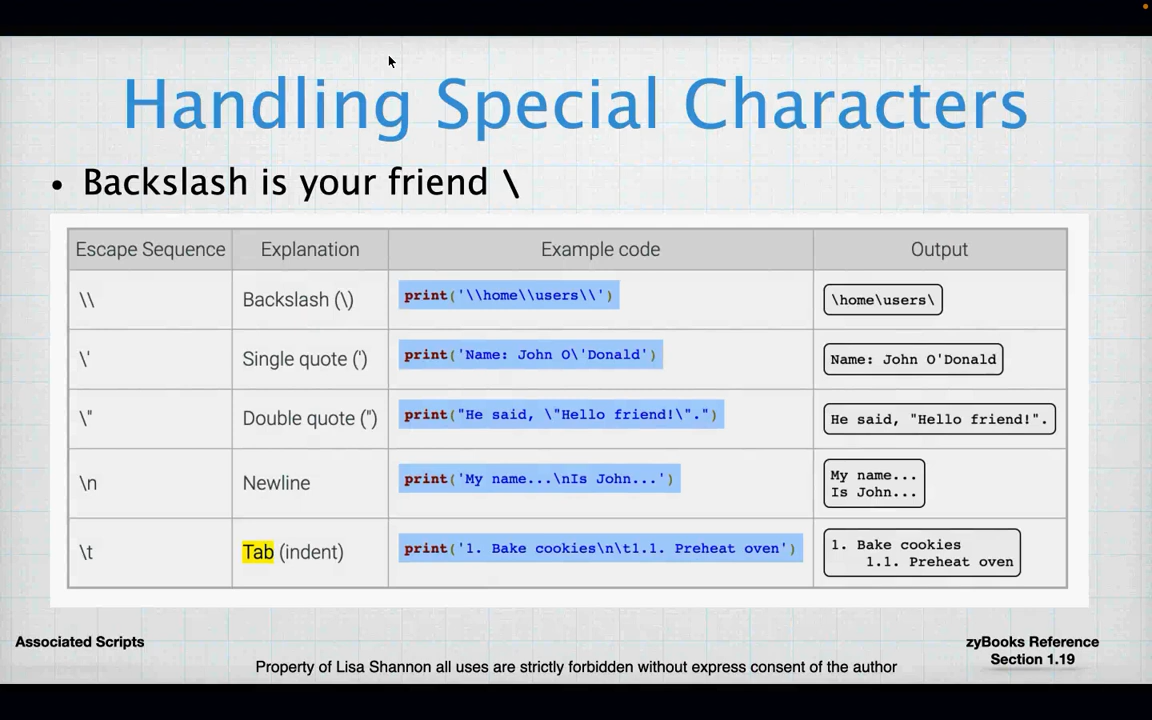 Handling Special Characters
• Backslash is your friend \
Escape Sequence Explanation Example code Output
\\ Backslash (\) print('\\home\\users\\') \home\users\
\' Single quote (') print('Name: John O\'Donald') Name: John O'Donald
\" Double quote (") print("He said, \"Hello friend!\".") He said, "Hello friend!".
\n Newline print('My name...\nIs John...') My name...
Is John...
\t Tab (indent) print('1. Bake cookies\n\t1.1. Preheat oven') 1. Bake cookies
1.1. Preheat oven
Associated Scripts
zyBooks Reference
Section 1.19
Property of Lisa Shannon all uses are strictly forbidden without express consent of the author